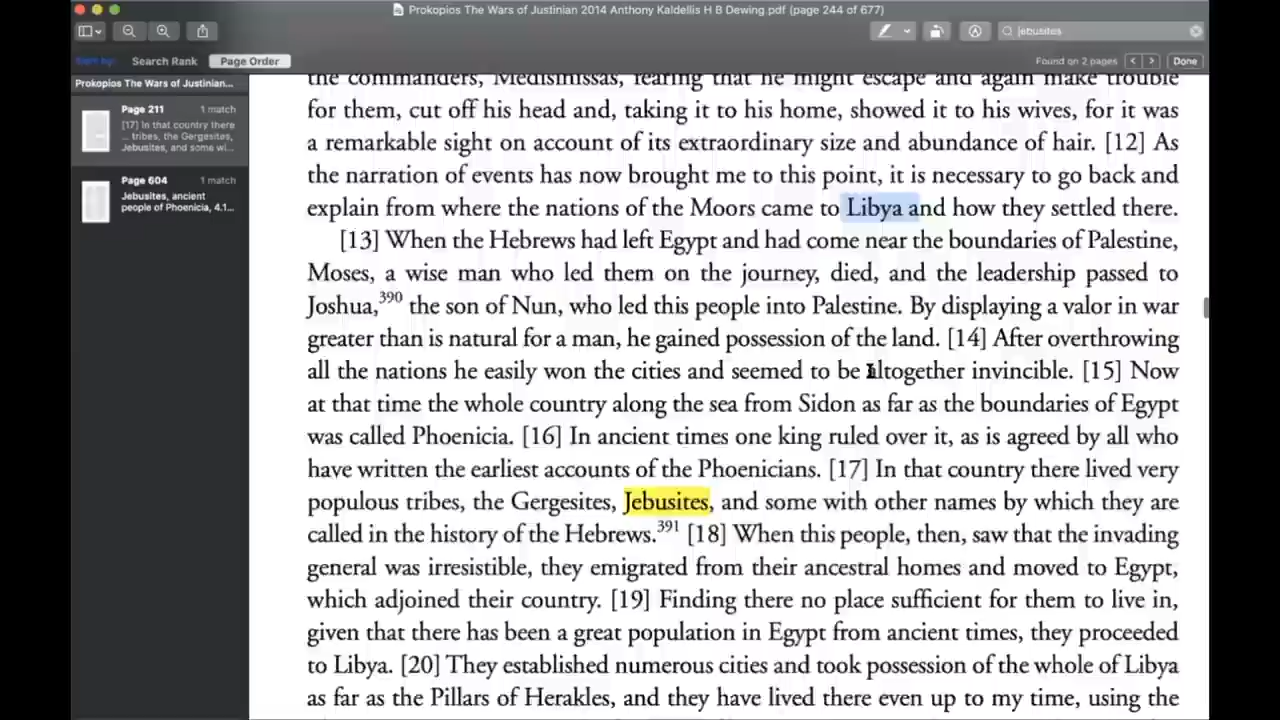 Prokopios The Wars of Justinian 2014 Anthony Kaldellis H B Dewing.pdf (page 244 of 677)
jebusites
Sort by:
Search Rank
Page Order
Found on 2 pages
Done
Prokopios The Wars of Justinian...
Page 211
1 match
[17] In that country there
... tribes, the Gergesites,
Jebusites, and some wi...
Page 604
1 match
Jebusites, ancient
people of Phoenicia, 4.1...
the commanders, Medisinissas, fearing that he might escape and again make trouble
for them, cut off his head and, taking it to his home, showed it to his wives, for it was
a remarkable sight on account of its extraordinary size and abundance of hair. [12] As
the narration of events has now brought me to this point, it is necessary to go back and
explain from where the nations of the Moors came to Libya and how they settled there.
[13] When the Hebrews had left Egypt and had come near the boundaries of Palestine,
Moses, a wise man who led them on the journey, died, and the leadership passed to
Joshua,390 the son of Nun, who led this people into Palestine. By displaying a valor in war
greater than is natural for a man, he gained possession of the land. [14] After overthrowing
all the nations he easily won the cities and seemed to be altogether invincible. [15] Now
at that time the whole country along the sea from Sidon as far as the boundaries of Egypt
was called Phoenicia. [16] In ancient times one king ruled over it, as is agreed by all who
have written the earliest accounts of the Phoenicians. [17] In that country there lived very
populous tribes, the Gergesites, Jebusites, and some with other names by which they are
called in the history of the Hebrews.391 [18] When this people, then, saw that the invading
general was irresistible, they emigrated from their ancestral homes and moved to Egypt,
which adjoined their country. [19] Finding there no place sufficient for them to live in,
given that there has been a great population in Egypt from ancient times, they proceeded
to Libya. [20] They established numerous cities and took possession of the whole of Libya
as far as the Pillars of Herakles, and they have lived there even up to my time, using the